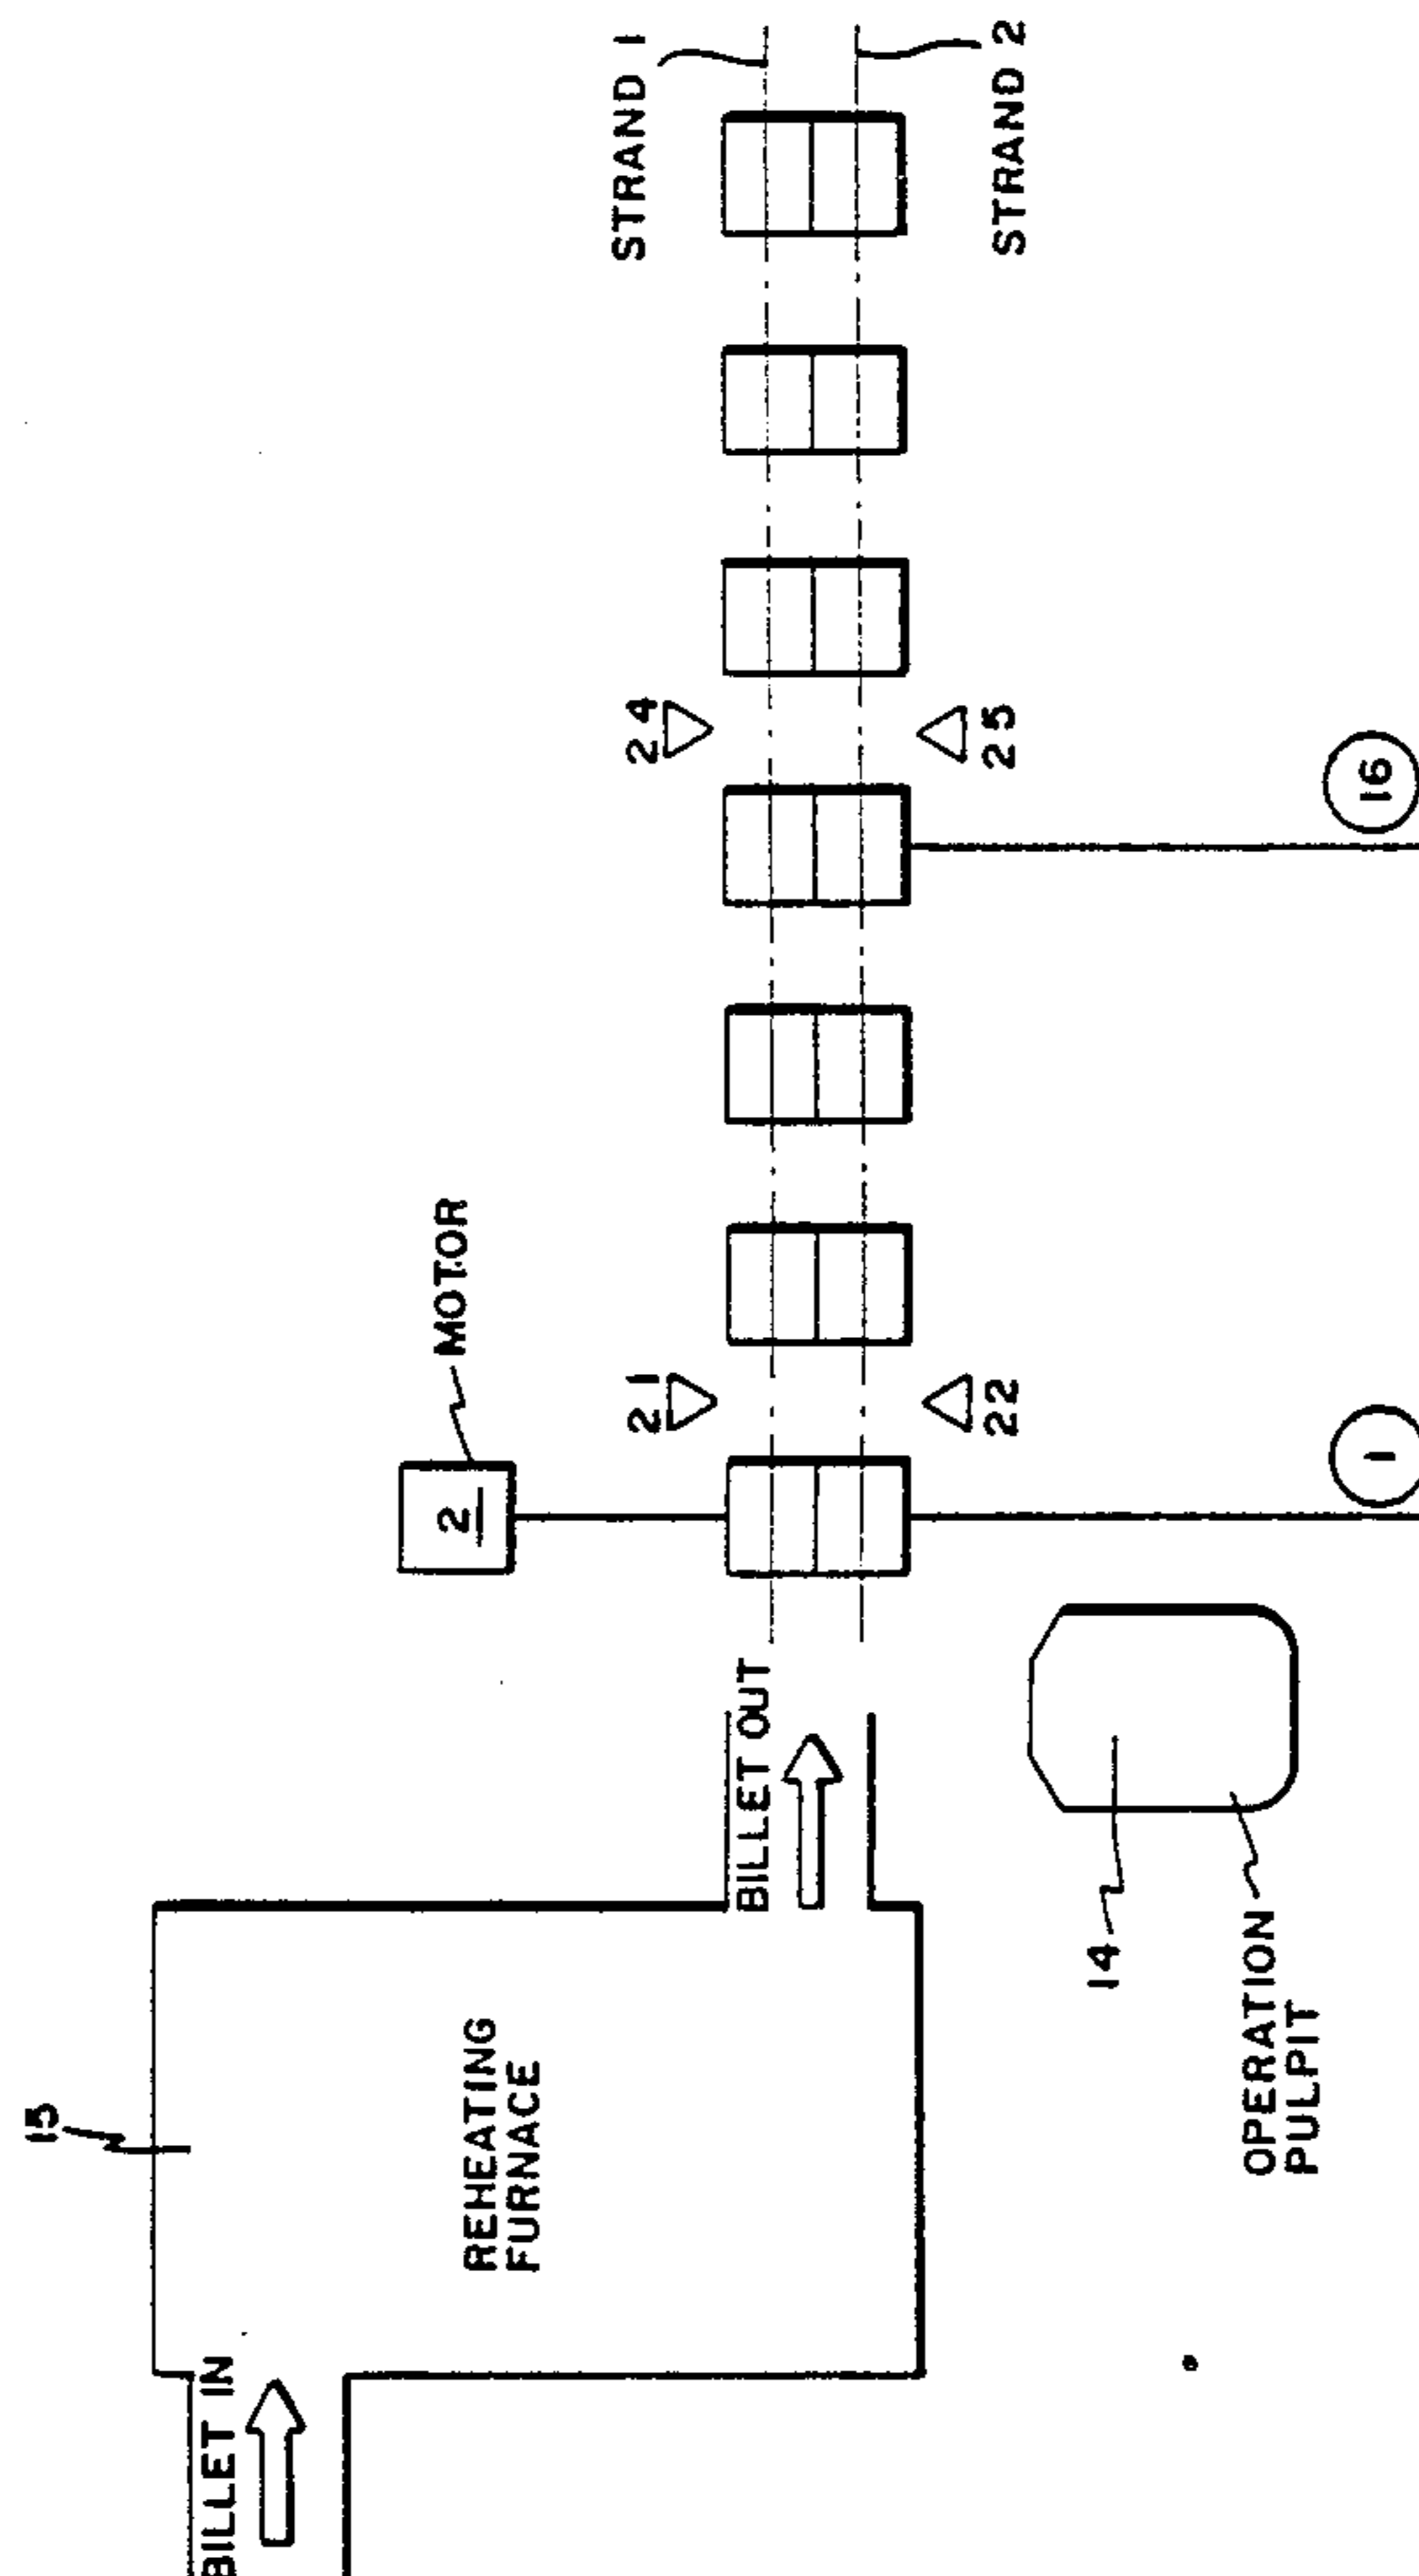 15
BILLET IN
REHEATING
FURNACE
BILLET OUT
14
OPERATION
PULPIT
2
MOTOR
21
22
1
24
25
16
STRAND 1
STRAND 2